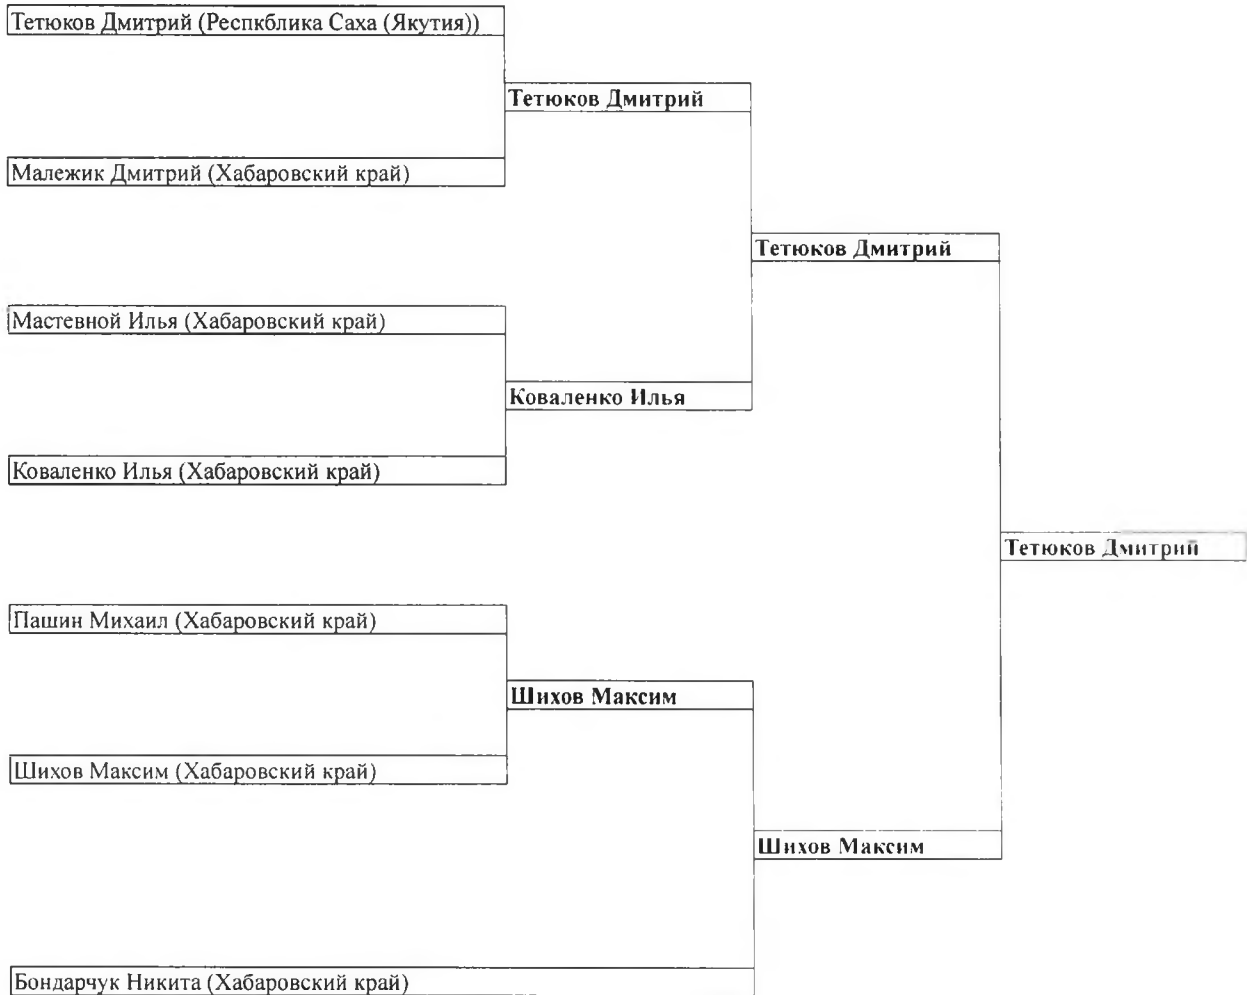 Тетюков Дмитрий (Респкблика Саха (Якутия))
Тетюков Дмитрий
Малежик Дмитрий (Хабаровский край)
Тетюков Дмитрий
Мастевной Илья (Хабаровский край)
Коваленко Илья
Коваленко Илья (Хабаровский край)
Тетюков Дмитрий
Пашин Михаил (Хабаровский край)
Шихов Максим
Шихов Максим (Хабаровский край)
Шихов Максим
Бондарчук Никита (Хабаровский край)